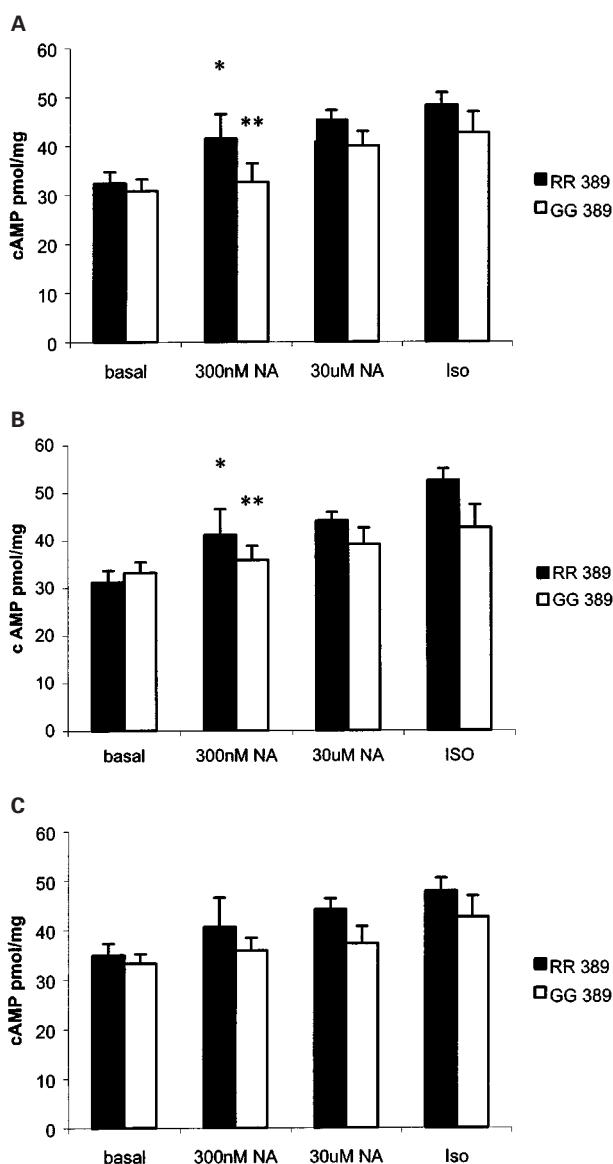 A
60
50
40
30
20
10
0
cAMP pmol/mg
* **
basal 300nM NA 30uM NA Iso
RR 389
GG 389
B
60
50
40
30
20
10
0
c AMP pmol/mg
* **
basal 300nM NA 30uM NA ISO
RR 389
GG 389
C
60
50
40
30
20
10
0
cAMP pmol/mg
basal 300nM NA 30uM NA Iso
RR 389
GG 389